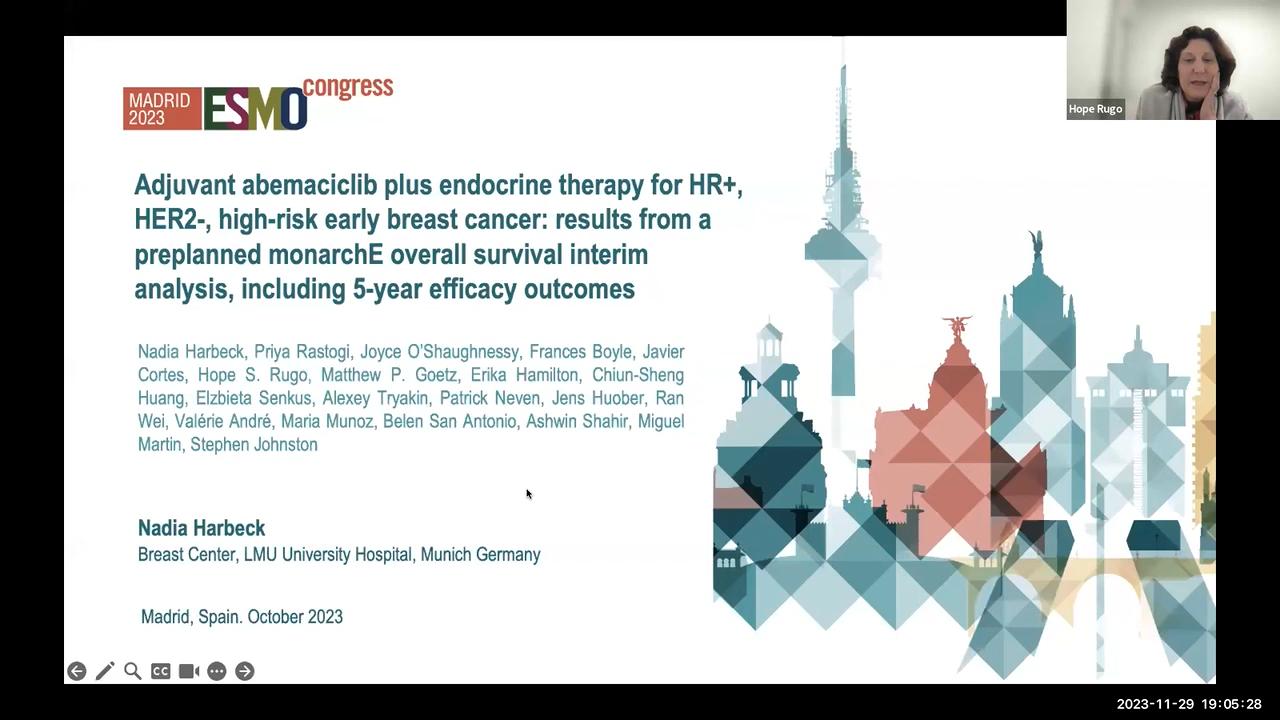 MADRID
2023
ESMO
congress
Hope Rugo
Adjuvant abemaciclib plus endocrine therapy for HR+,
HER2-, high-risk early breast cancer: results from a
preplanned monarchE overall survival interim
analysis, including 5-year efficacy outcomes
Nadia Harbeck, Priya Rastogi, Joyce O'Shaughnessy, Frances Boyle, Javier
Cortes, Hope S. Rugo, Matthew P. Goetz, Erika Hamilton, Chiun-Sheng
Huang, Elzbieta Senkus, Alexey Tryakin, Patrick Neven, Jens Huober, Ran
Wei, Valérie André, Maria Munoz, Belen San Antonio, Ashwin Shahir, Miguel
Martin, Stephen Johnston
Nadia Harbeck
Breast Center, LMU University Hospital, Munich Germany
Madrid, Spain. October 2023
CC
2023-11-29 19:05:28